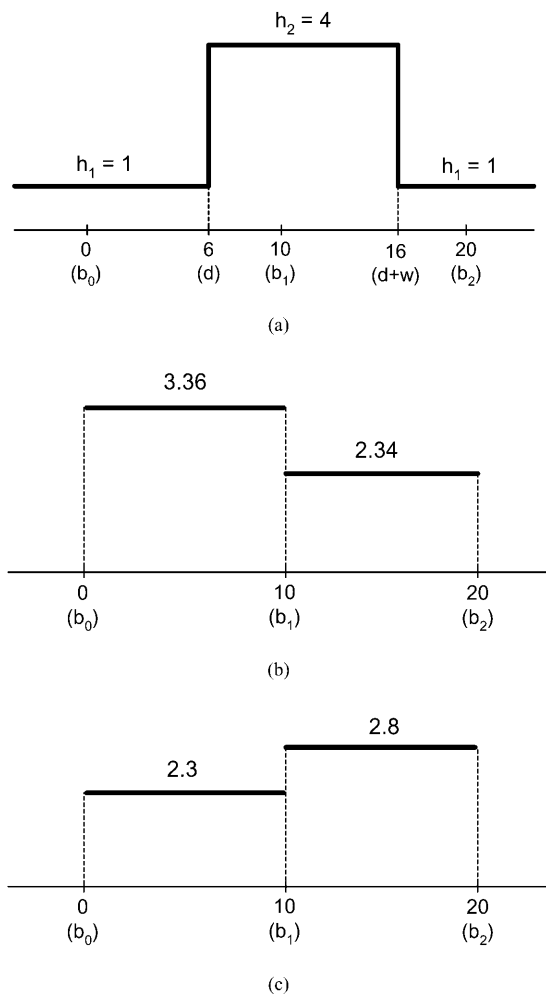 h₂ = 4
h₁ = 1 h₁ = 1
0 6 10 16 20
(b₀) (d) (b₁) (d+w) (b₂)
(a)
3.36
2.34
0 10 20
(b₀) (b₁) (b₂)
(b)
2.8
2.3
0 10 20
(b₀) (b₁) (b₂)
(c)